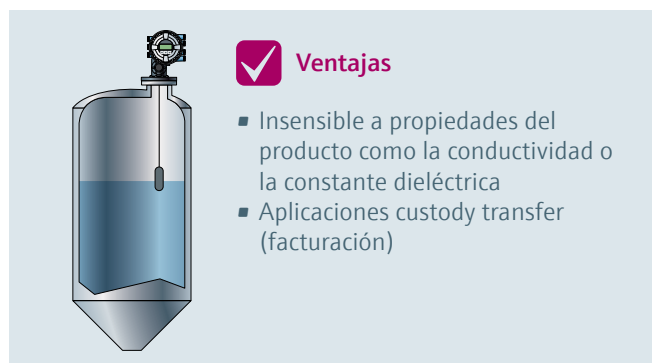 Ventajas
▪ Insensible a propiedades del
producto como la conductividad o
la constante dieléctrica
▪ Aplicaciones custody transfer
(facturación)